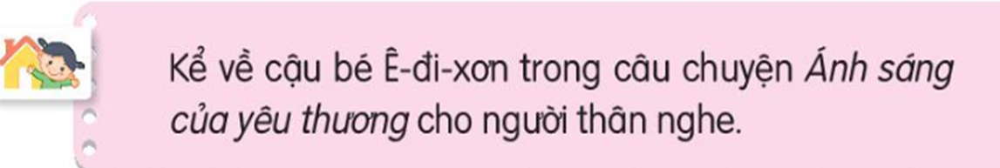 Kể về cậu bé Ê-đi-xơn trong câu chuyện Ánh sáng
của yêu thương cho người thân nghe.